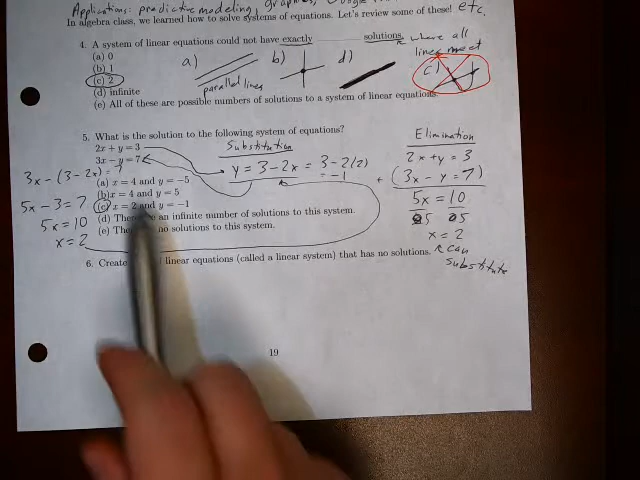 Applications: predictive modeling, graphics, Google etc.
In algebra class, we learned how to solve systems of equations. Let's review some of these!
4. A system of linear equations could not have exactly ____ solutions. where all lines meet
(a) 0
(b) 1
(c) 2
(d) infinite
(e) All of these are possible numbers of solutions to a system of linear equations.
a) parallel lines
b)
d)
c)
5. What is the solution to the following system of equations?
2x + y = 3
3x − y = 7
(a) x = 4 and y = −5
(b) x = 4 and y = 5
(c) x = 2 and y = −1
(d) There an infinite number of solutions to this system.
(e) The no solutions to this system.
3x - (3 - 2x) = 7
5x - 3 = 7
5x = 10
x = 2
Substitution
y = 3 - 2x = 3 - 2(2)
= -1
Elimination
2x + y = 3
+ (3x - y = 7)
5x = 10
5 5
x = 2
can substitute
6. Create linear equations (called a linear system) that has no solutions.
19